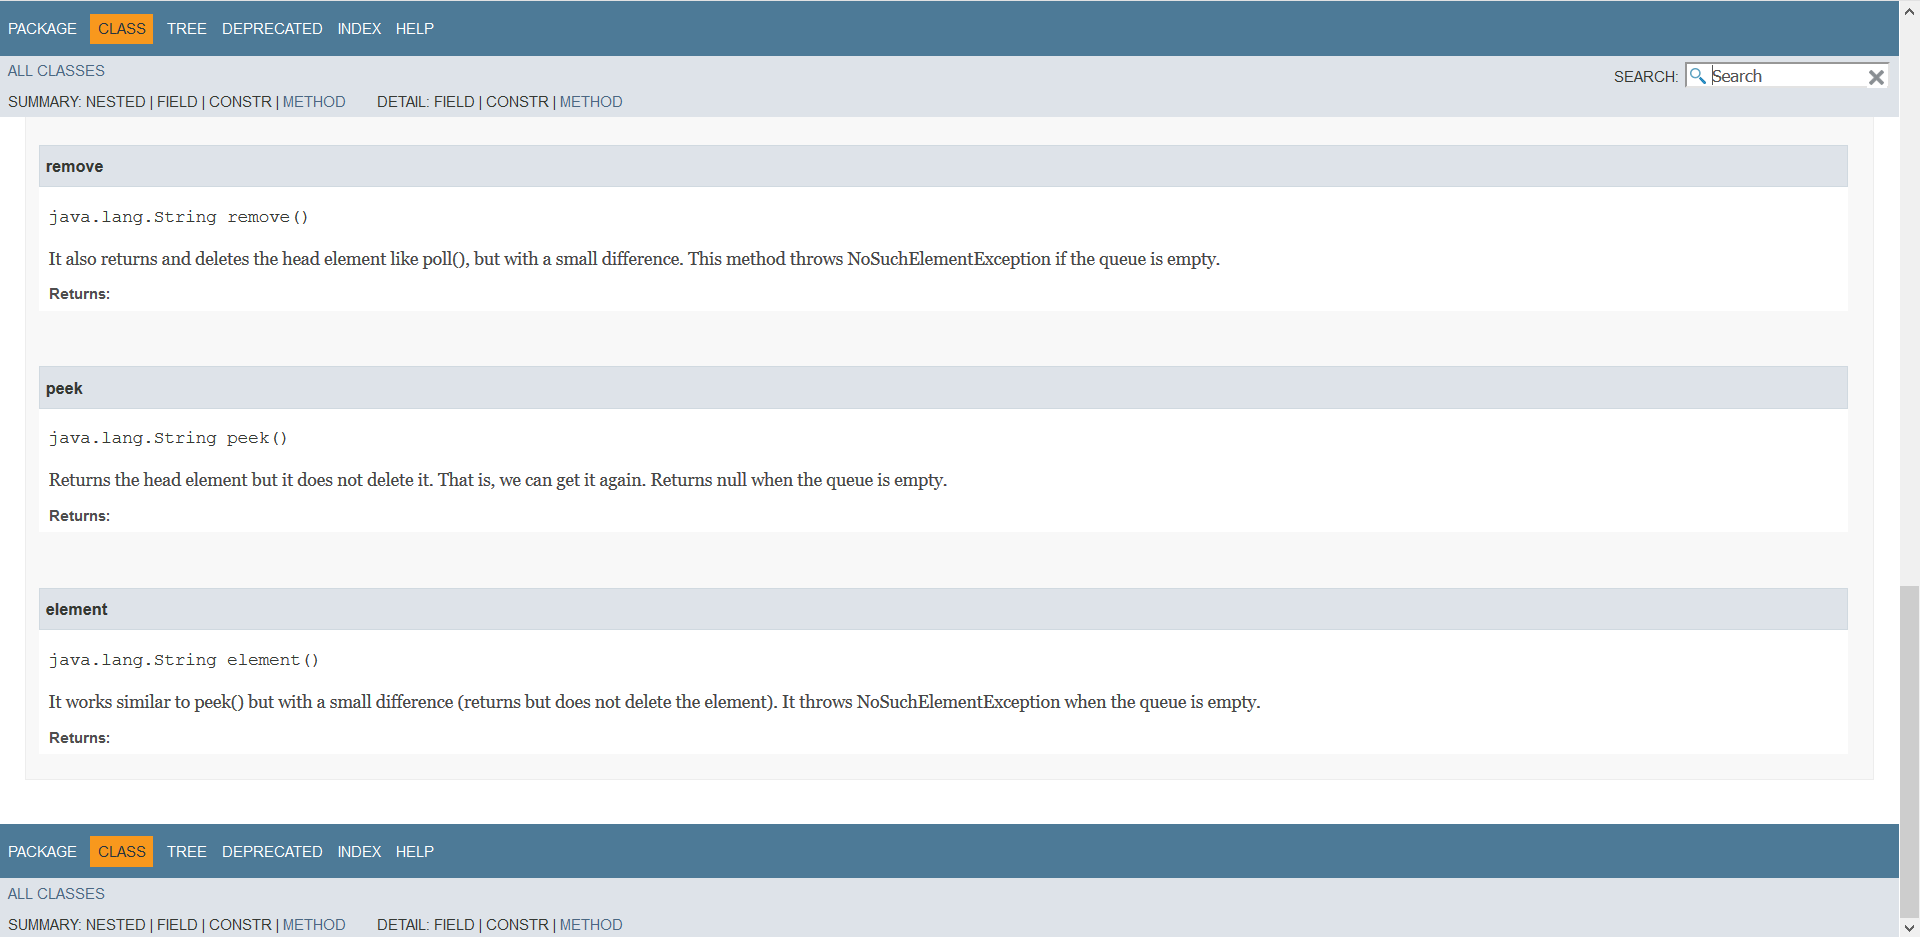 PACKAGE CLASS TREE DEPRECATED INDEX HELP
ALL CLASSES
SEARCH: Search
SUMMARY: NESTED | FIELD | CONSTR | METHOD DETAIL: FIELD | CONSTR | METHOD
remove
java.lang.String remove()
It also returns and deletes the head element like poll(), but with a small difference. This method throws NoSuchElementException if the queue is empty.
Returns:
peek
java.lang.String peek()
Returns the head element but it does not delete it. That is, we can get it again. Returns null when the queue is empty.
Returns:
element
java.lang.String element()
It works similar to peek() but with a small difference (returns but does not delete the element). It throws NoSuchElementException when the queue is empty.
Returns:
PACKAGE CLASS TREE DEPRECATED INDEX HELP
ALL CLASSES
SUMMARY: NESTED | FIELD | CONSTR | METHOD DETAIL: FIELD | CONSTR | METHOD